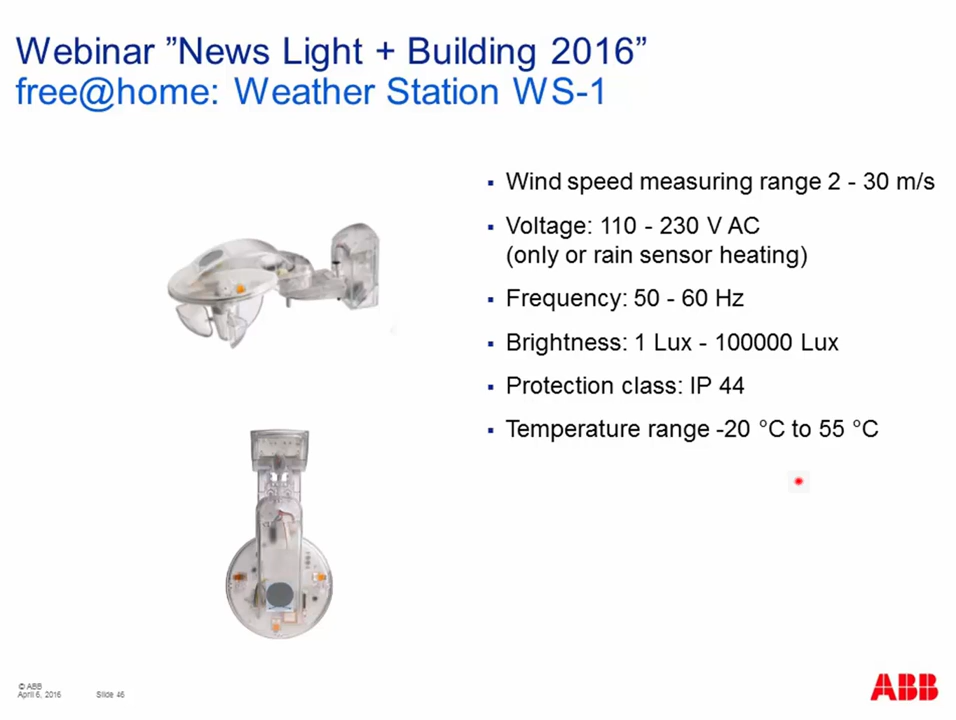 Webinar ”News Light + Building 2016”
free@home: Weather Station WS-1
▪ Wind speed measuring range 2 - 30 m/s
▪ Voltage: 110 - 230 V AC
(only or rain sensor heating)
▪ Frequency: 50 - 60 Hz
▪ Brightness: 1 Lux - 100000 Lux
▪ Protection class: IP 44
▪ Temperature range -20 °C to 55 °C
© ABB
April 6, 2016 Slide 46
ABB